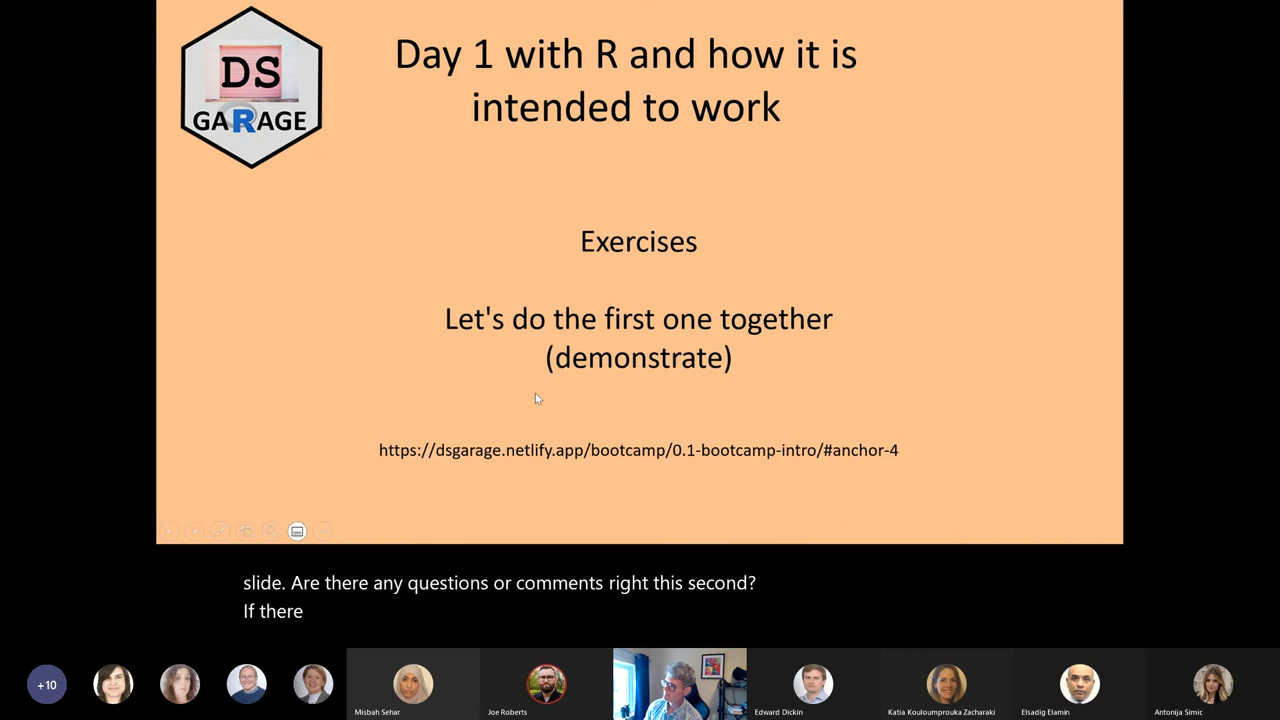 DS
GARAGE
Day 1 with R and how it is
intended to work
Exercises
Let's do the first one together
(demonstrate)
https://dsgarage.netlify.app/bootcamp/0.1-bootcamp-intro/#anchor-4
slide. Are there any questions or comments right this second?
If there
+10
Misbah Sehar
Joe Roberts
Edward Dickin
Katia Kouloumprouka Zacharaki
Elsadig Elamin
Antonija Simic